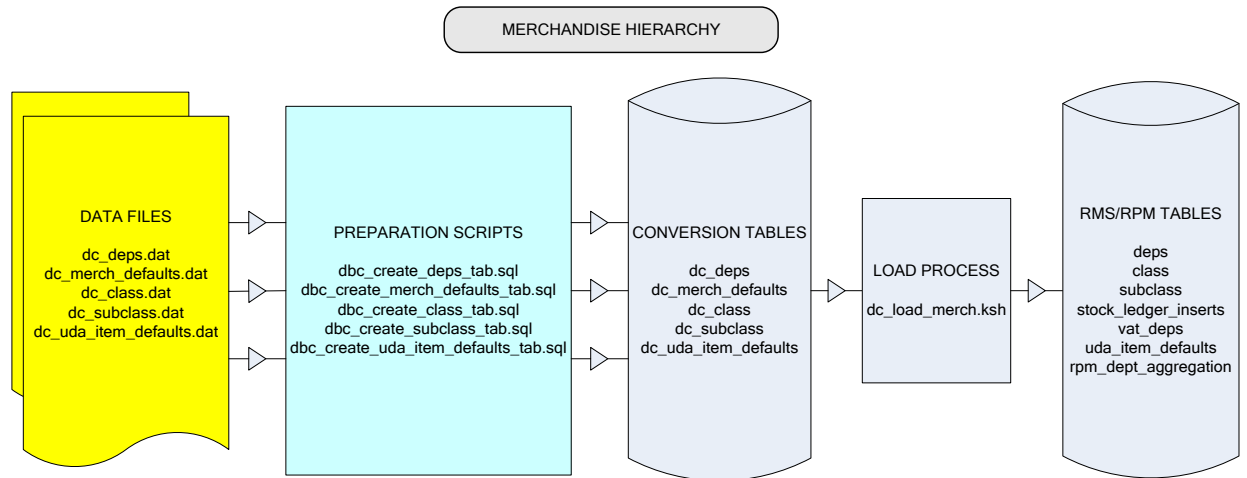 MERCHANDISE HIERARCHY
DATA FILES
dc_deps.dat
dc_merch_defaults.dat
dc_class.dat
dc_subclass.dat
dc_uda_item_defaults.dat
PREPARATION SCRIPTS
dbc_create_deps_tab.sql
dbc_create_merch_defaults_tab.sql
dbc_create_class_tab.sql
dbc_create_subclass_tab.sql
dbc_create_uda_item_defaults_tab.sql
CONVERSION TABLES
dc_deps
dc_merch_defaults
dc_class
dc_subclass
dc_uda_item_defaults
LOAD PROCESS
dc_load_merch.ksh
RMS/RPM TABLES
deps
class
subclass
stock_ledger_inserts
vat_deps
uda_item_defaults
rpm_dept_aggregation